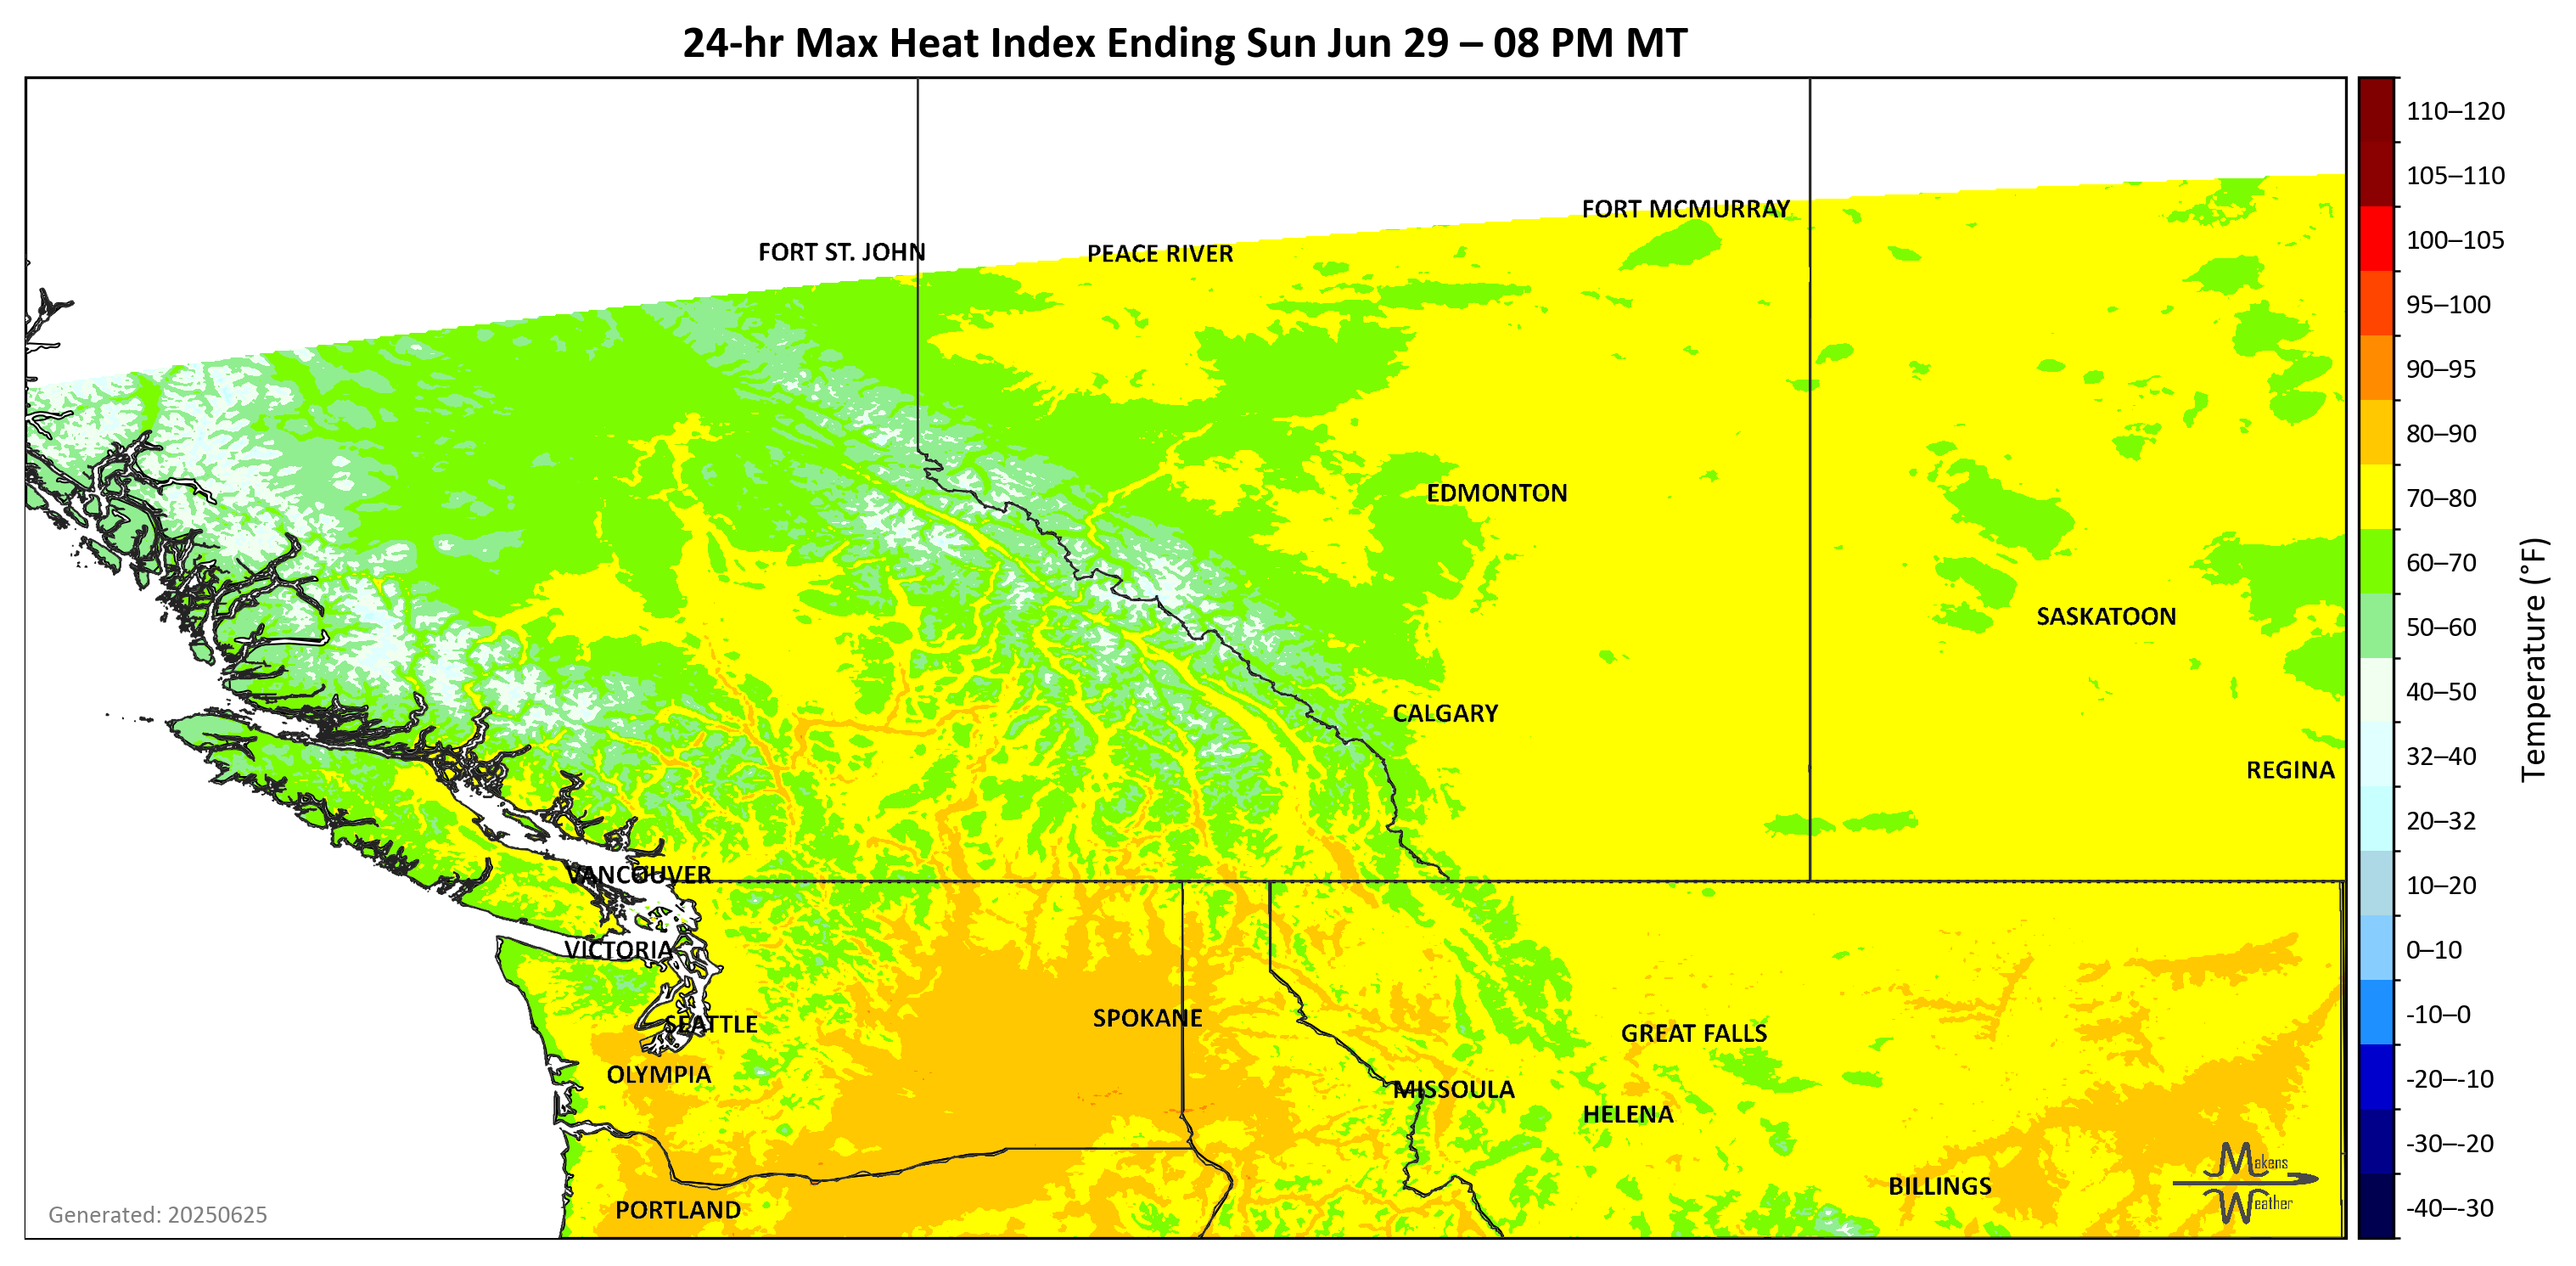 24-hr Max Heat Index Ending Sun Jun 29 – 08 PM MT
110–120
105–110
100–105
95–100
90–95
80–90
70–80
60–70
50–60
40–50
32–40
20–32
10–20
0–10
-10–0
-20–-10
-30–-20
-40–-30
Temperature (°F)
FORT MCMURRAY
FORT ST. JOHN
PEACE RIVER
EDMONTON
SASKATOON
CALGARY
REGINA
VANCOUVER
VICTORIA
SEATTLE
SPOKANE
GREAT FALLS
OLYMPIA
MISSOULA
HELENA
BILLINGS
PORTLAND
Makens
Weather
Generated: 20250625